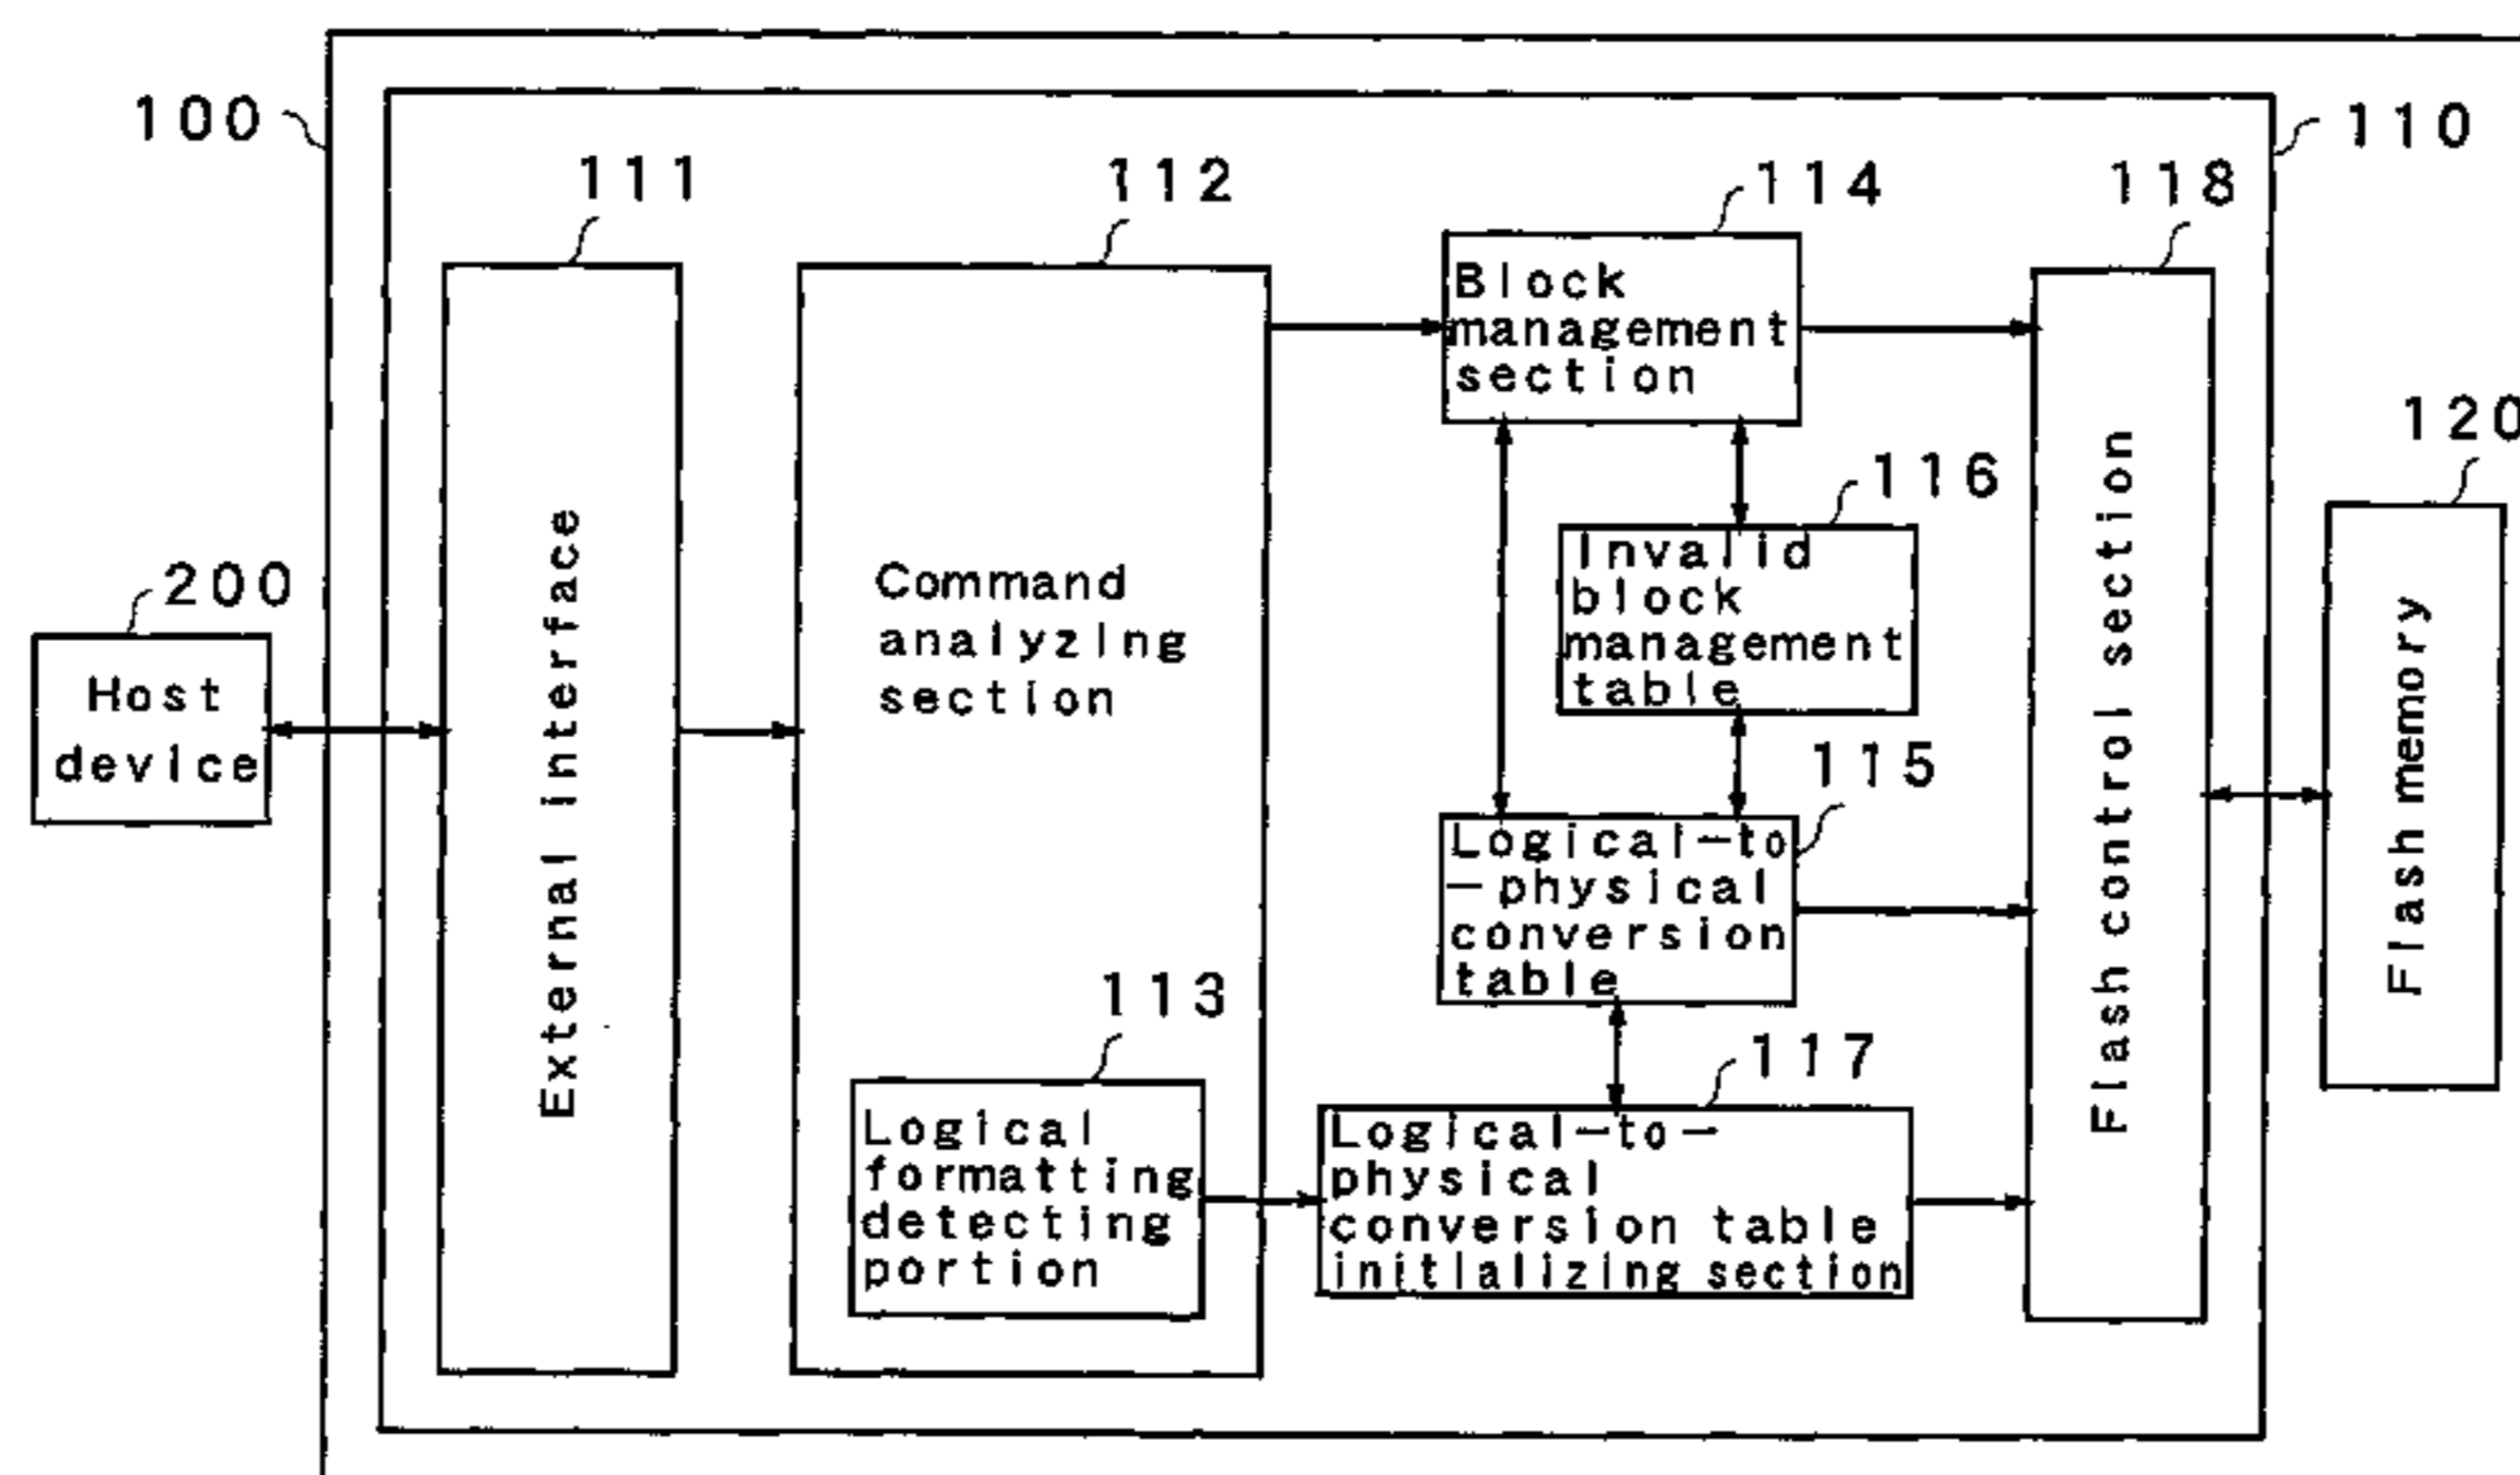 100
110
111
112
114
118
Block
management
section
120
116
Invalid
block
management
table
200
Host
device
External interface
Command
analyzing
section
Flash control section
Flash memory
115
Logical-to
-physical
conversion
table
113
Logical
formatting
detecting
portion
117
Logical-to-
physical
conversion table
initializing section